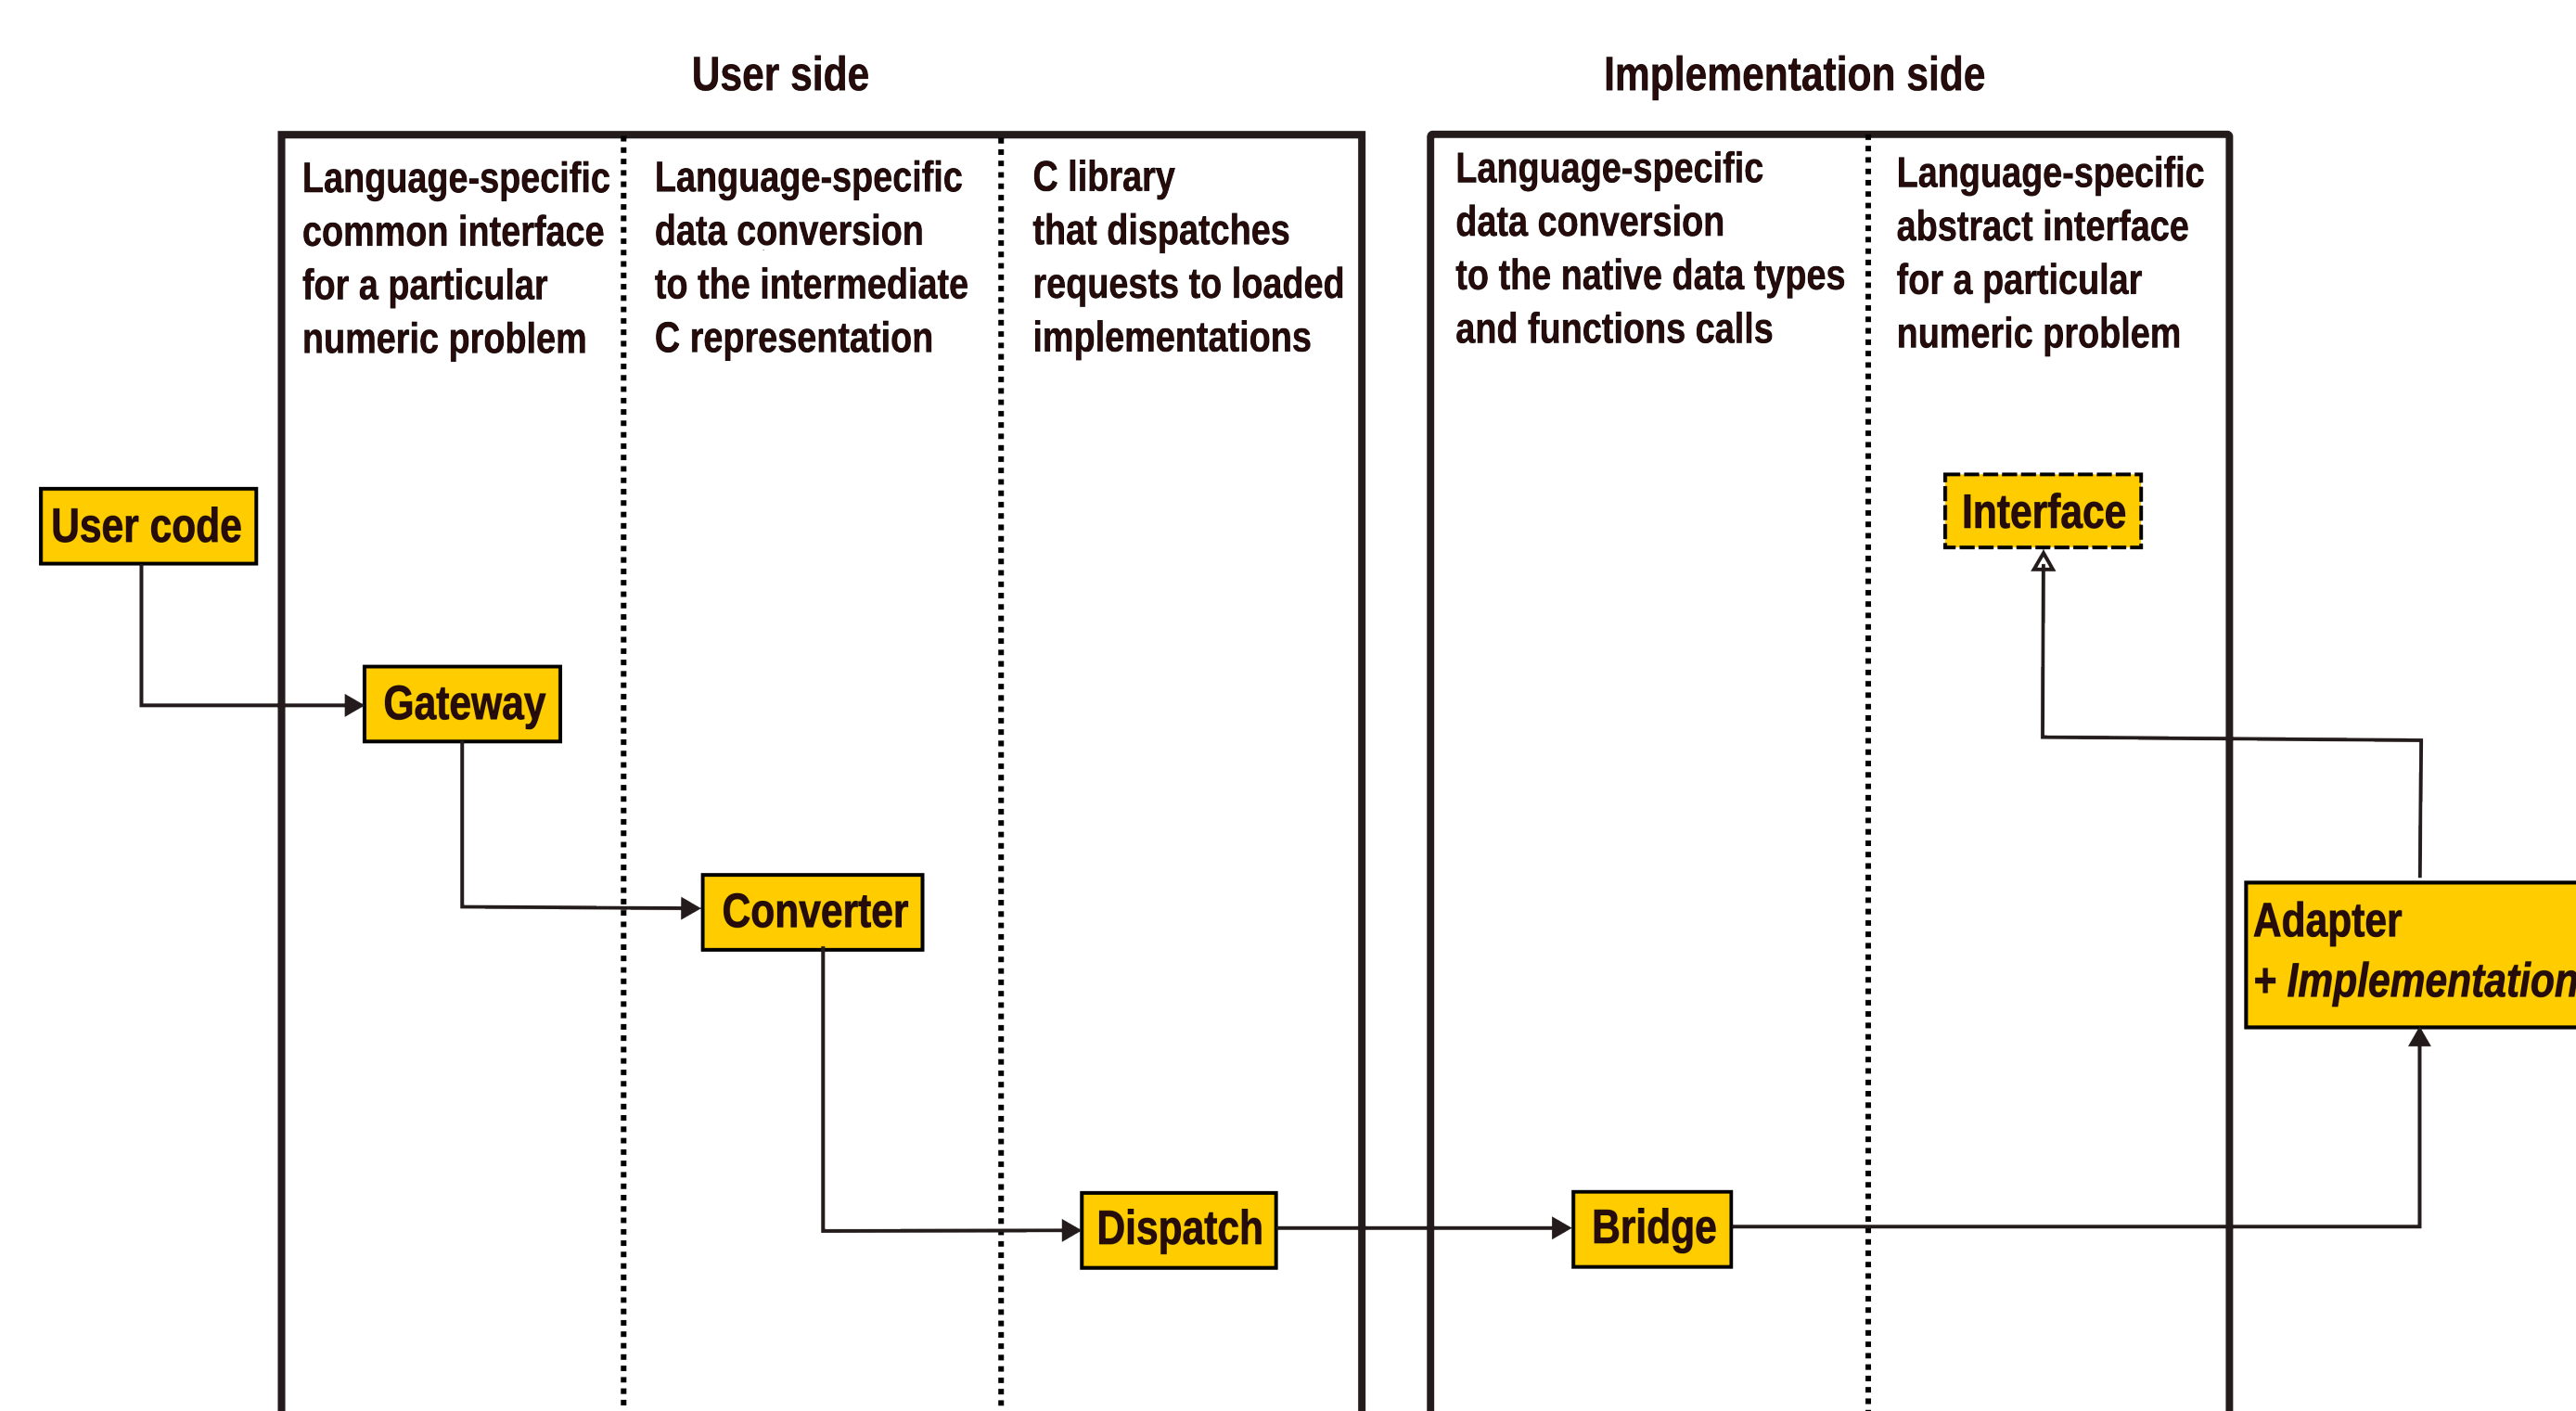 User side
Implementation side
Language-specific
common interface
for a particular
numeric problem
Language-specific
data conversion
to the intermediate
C representation
C library
that dispatches
requests to loaded
implementations
Language-specific
data conversion
to the native data types
and functions calls
Language-specific
abstract interface
for a particular
numeric problem
User code
Interface
Gateway
Converter
Adapter
+ Implementation
Dispatch
Bridge